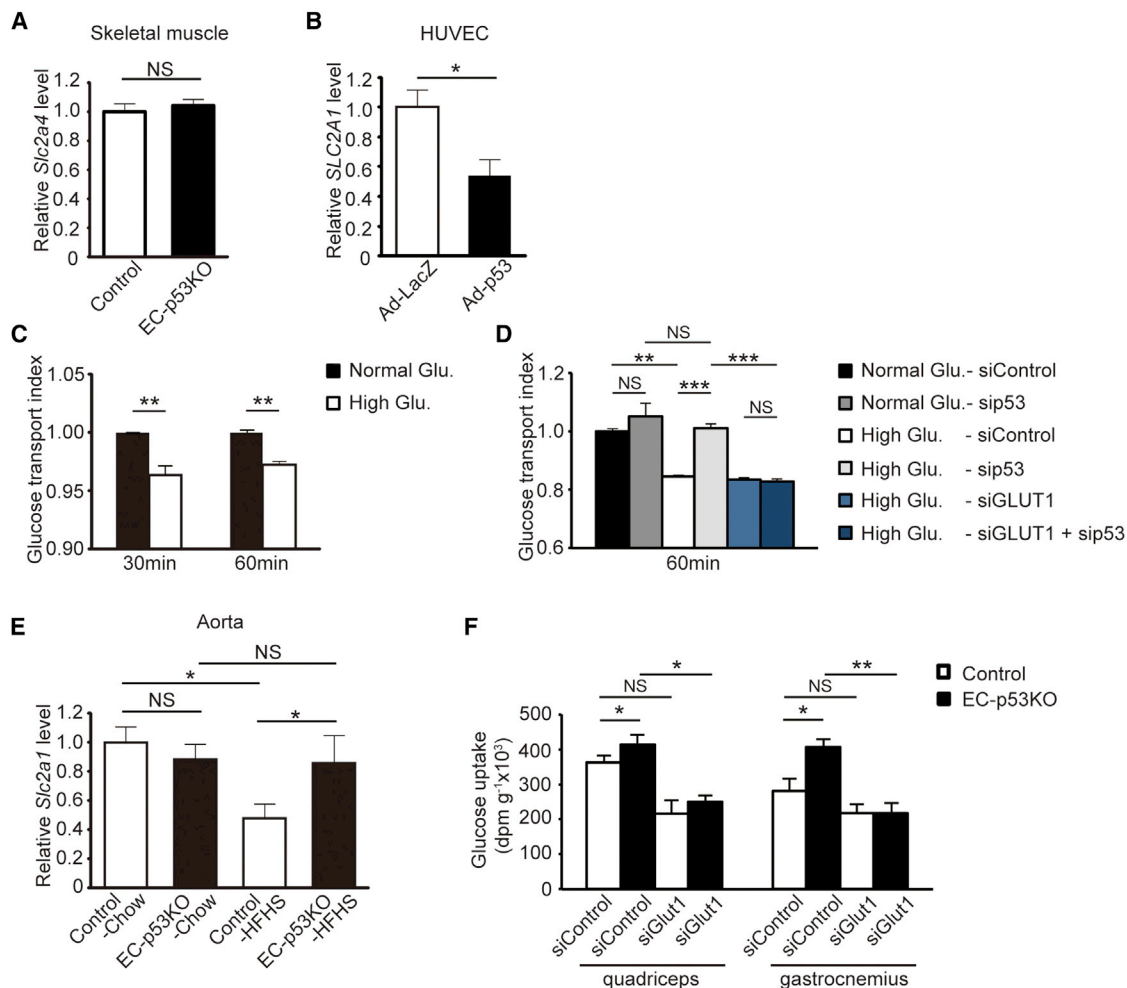 A
Skeletal muscle
NS
Relative Slc2a4 level
1.2
1.0
0.8
0.6
0.4
0.2
0
Control
EC-p53KO
B
HUVEC
*
Relative SLC2A1 level
1.2
1.0
0.8
0.6
0.4
0.2
0
Ad-LacZ
Ad-p53
C
Glucose transport index
1.05
1.00
0.95
0.90
** **
30min 60min
Normal Glu.
High Glu.
D
NS
** ***
NS *** NS
Glucose transport index
1.2
1.0
0.8
0.6
60min
Normal Glu.- siControl
Normal Glu.- sip53
High Glu. - siControl
High Glu. - sip53
High Glu. - siGLUT1
High Glu. - siGLUT1 + sip53
E
Aorta
NS
*
NS *
Relative Slc2a1 level
1.2
1.0
0.8
0.6
0.4
0.2
0
Control
-Chow
EC-p53KO
-Chow
Control
-HFHS
EC-p53KO
-HFHS
F
Control
EC-p53KO
* **
NS NS
* *
Glucose uptake
(dpm g⁻¹x10³)
500
400
300
200
100
0
siControl siControl siGlut1 siGlut1 siControl siControl siGlut1 siGlut1
quadriceps gastrocnemius